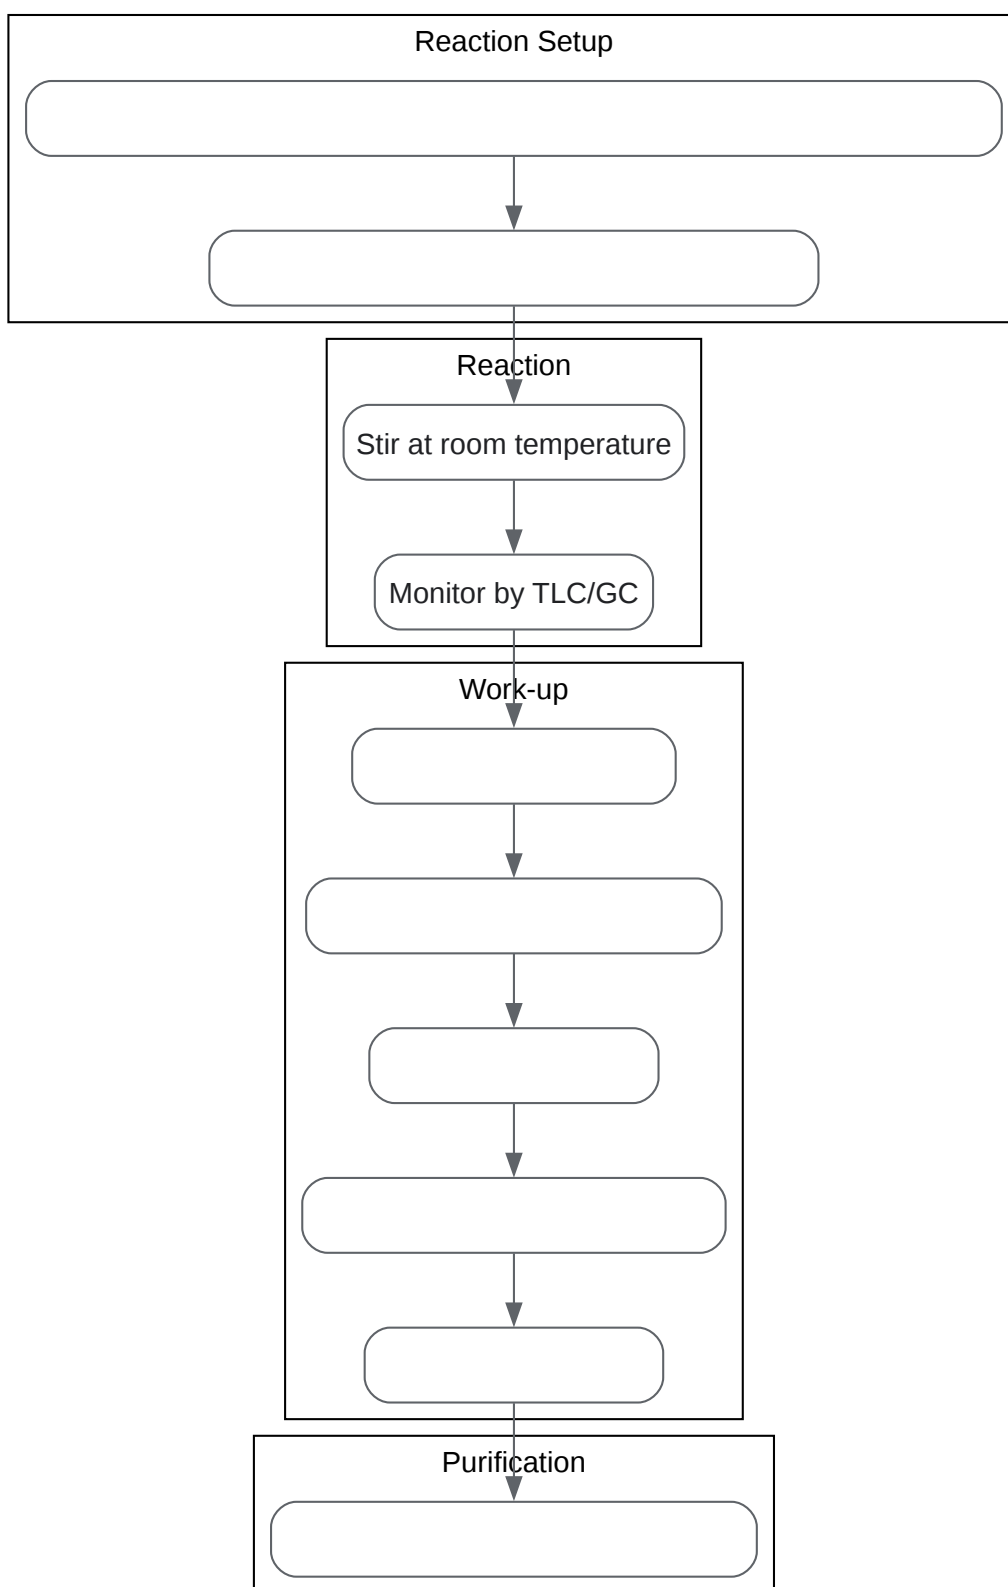 Reaction Setup
Reaction
Stir at room temperature
Monitor by TLC/GC
Work-up
Purification